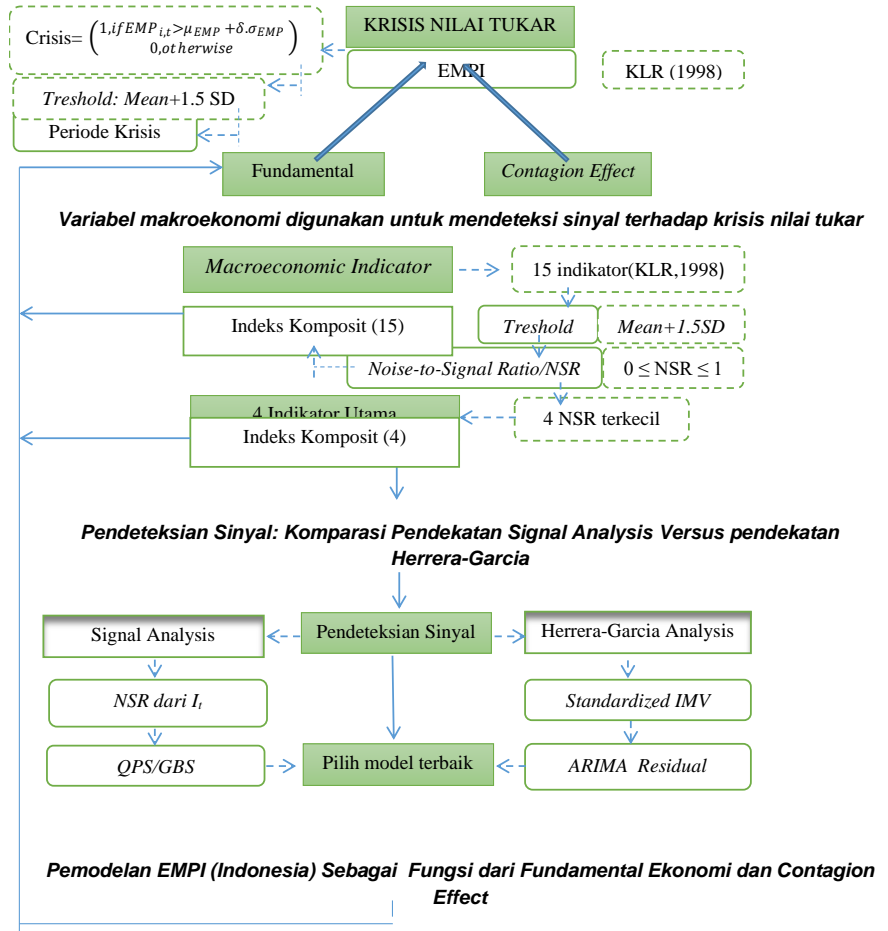 Crisis= (1,if EMP i,t > μEMP + δ.σEMP
0,otherwise)
KRISIS NILAI TUKAR
EMPI
KLR (1998)
Treshold: Mean+1.5 SD
Periode Krisis
Fundamental
Contagion Effect
Variabel makroekonomi digunakan untuk mendeteksi sinyal terhadap krisis nilai tukar
Macroeconomic Indicator
15 indikator(KLR,1998)
Indeks Komposit (15)
Treshold
Mean+1.5SD
Noise-to-Signal Ratio/NSR
0 ≤ NSR ≤ 1
4 Indikator Utama
4 NSR terkecil
Indeks Komposit (4)
Pendeteksian Sinyal: Komparasi Pendekatan Signal Analysis Versus pendekatan
Herrera-Garcia
Signal Analysis
Pendeteksian Sinyal
Herrera-Garcia Analysis
NSR dari It
Standardized IMV
QPS/GBS
Pilih model terbaik
ARIMA Residual
Pemodelan EMPI (Indonesia) Sebagai Fungsi dari Fundamental Ekonomi dan Contagion
Effect